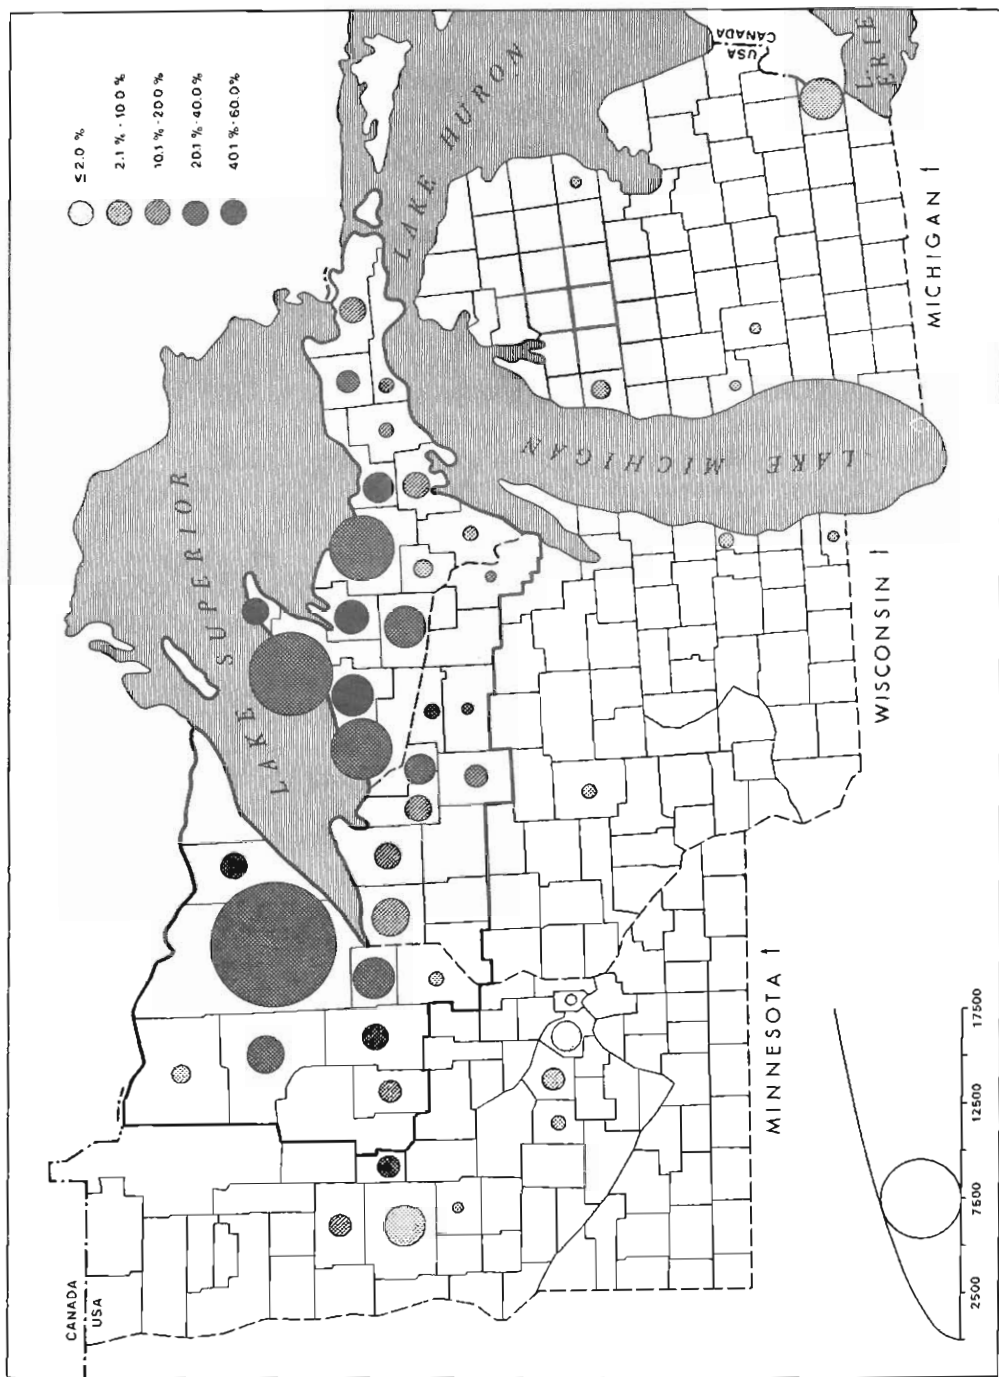 ≤ 2.0 %
2.1 % - 10.0 %
10.1 % - 20.0 %
20.1 % - 40.0 %
40.1 % - 60.0 %
CANADA
USA
LAKE SUPERIOR
LAKE HURON
LAKE MICHIGAN
USA
CANADA
L. ERIE
MINNESOTA ↑
WISCONSIN ↑
MICHIGAN ↑
2500
7500
12500
17500